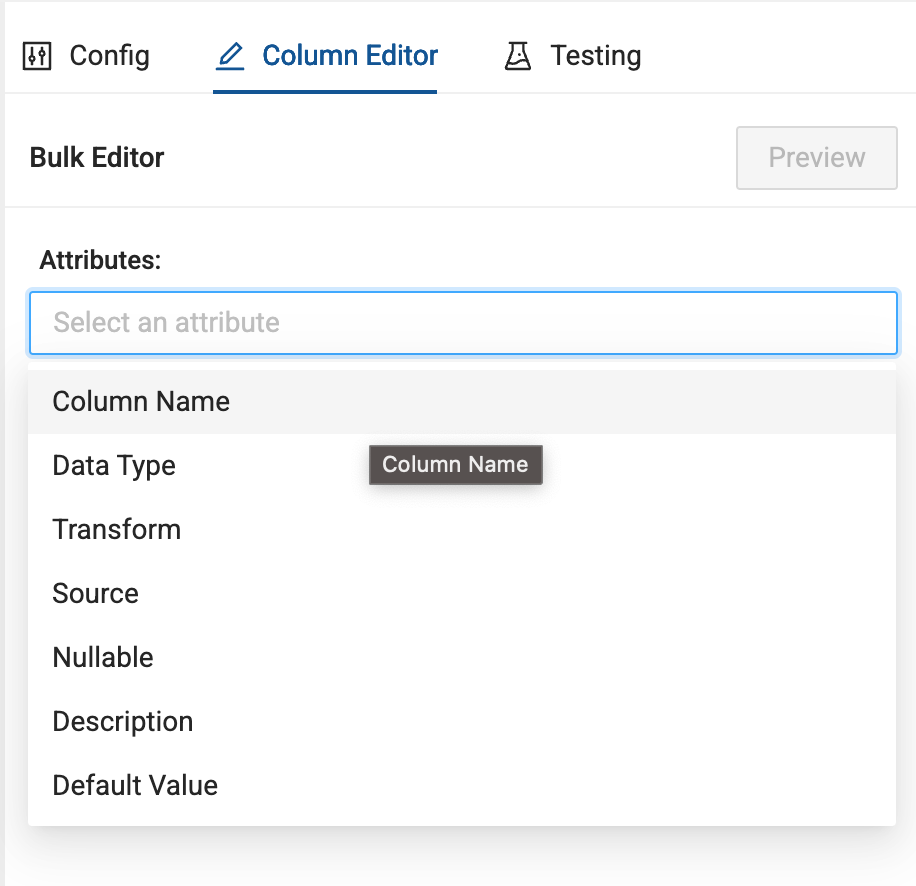 Config Column Editor Testing
Bulk Editor Preview
Attributes:
Select an attribute
Column Name
Data Type
Column Name
Transform
Source
Nullable
Description
Default Value